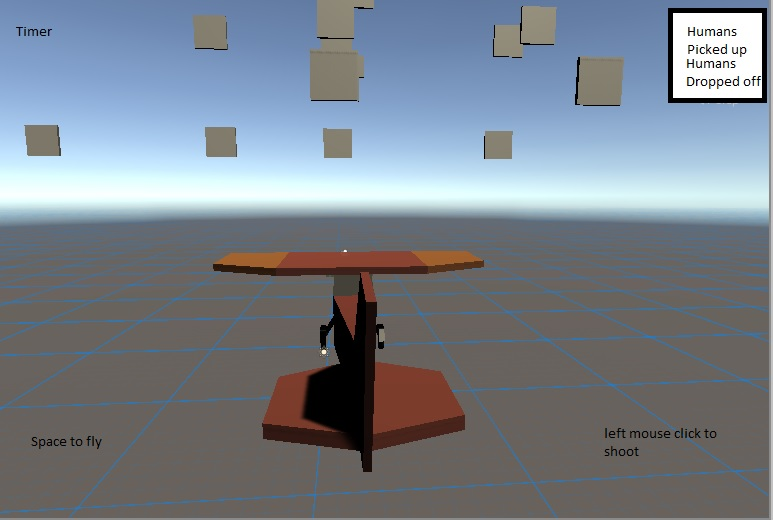 Timer
Humans
Picked up
Humans
Dropped off
Space to fly
left mouse click to
shoot